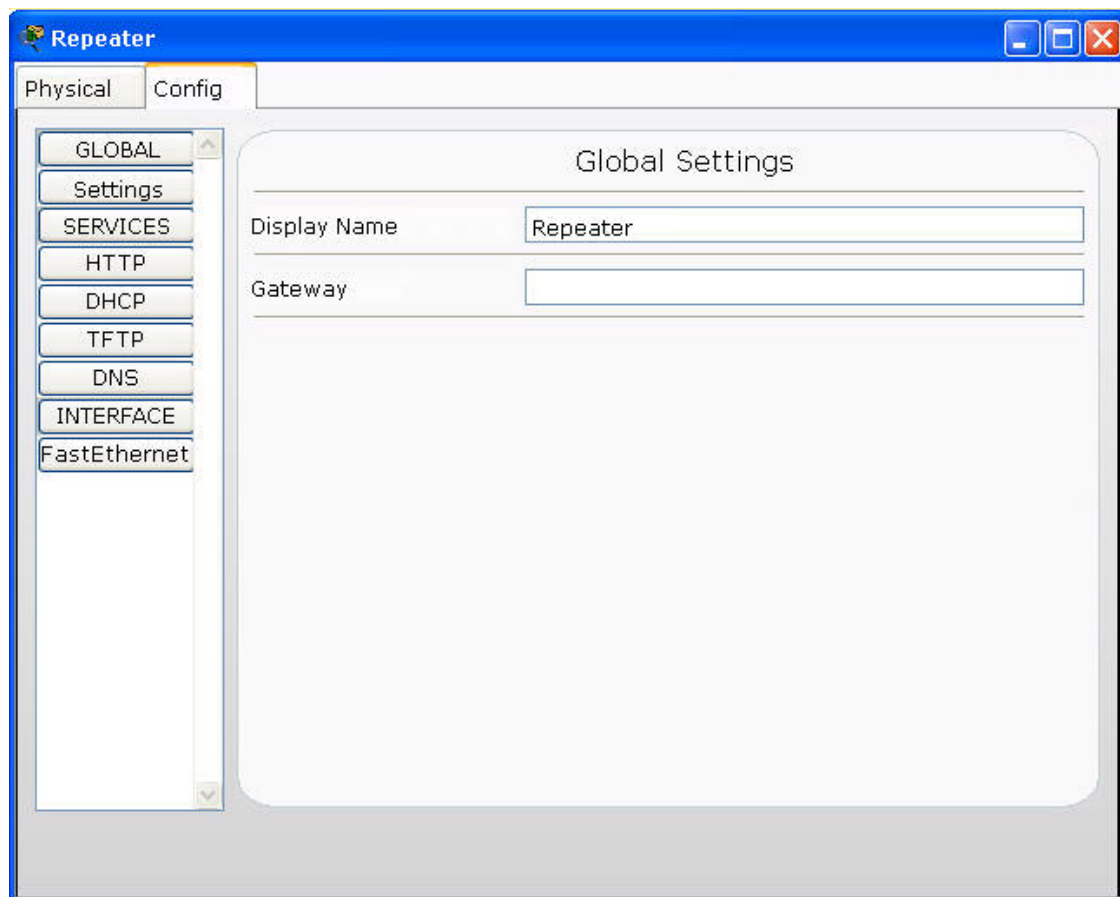 Repeater
Physical Config
GLOBAL
Settings
SERVICES
HTTP
DHCP
TFTP
DNS
INTERFACE
FastEthernet
Global Settings
Display Name Repeater
Gateway